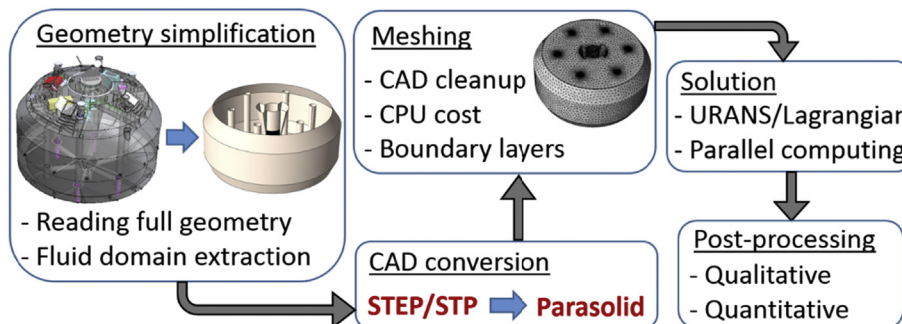 Geometry simplification
- Reading full geometry
- Fluid domain extraction
CAD conversion
STEP/STP Parasolid
Meshing
- CAD cleanup
- CPU cost
- Boundary layers
Solution
- URANS/Lagrangian
- Parallel computing
Post-processing
- Qualitative
- Quantitative